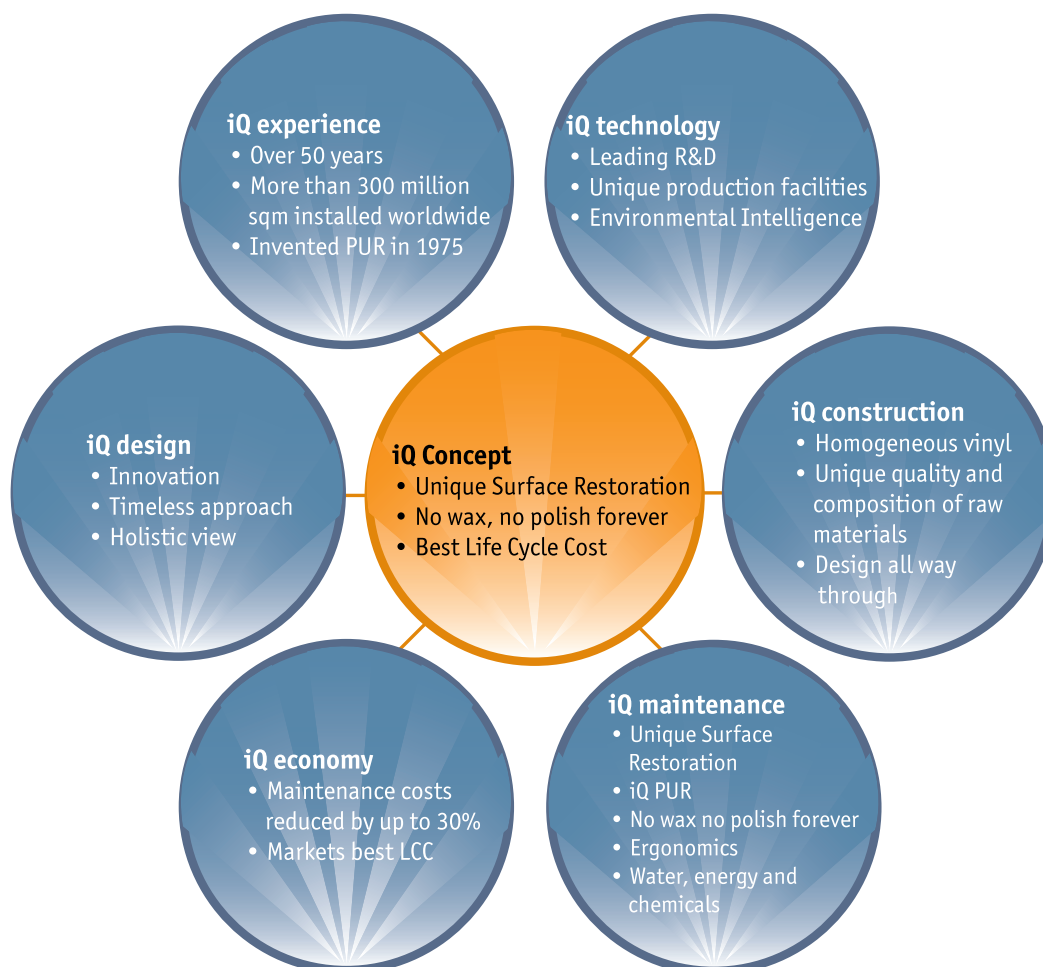 iQ experience
• Over 50 years
• More than 300 million
sqm installed worldwide
• Invented PUR in 1975
iQ technology
• Leading R&D
• Unique production facilities
• Environmental Intelligence
iQ design
• Innovation
• Timeless approach
• Holistic view
iQ Concept
• Unique Surface Restoration
• No wax, no polish forever
• Best Life Cycle Cost
iQ construction
• Homogeneous vinyl
• Unique quality and
composition of raw
materials
• Design all way
through
iQ economy
• Maintenance costs
reduced by up to 30%
• Markets best LCC
iQ maintenance
• Unique Surface
Restoration
• iQ PUR
• No wax no polish forever
• Ergonomics
• Water, energy and
chemicals